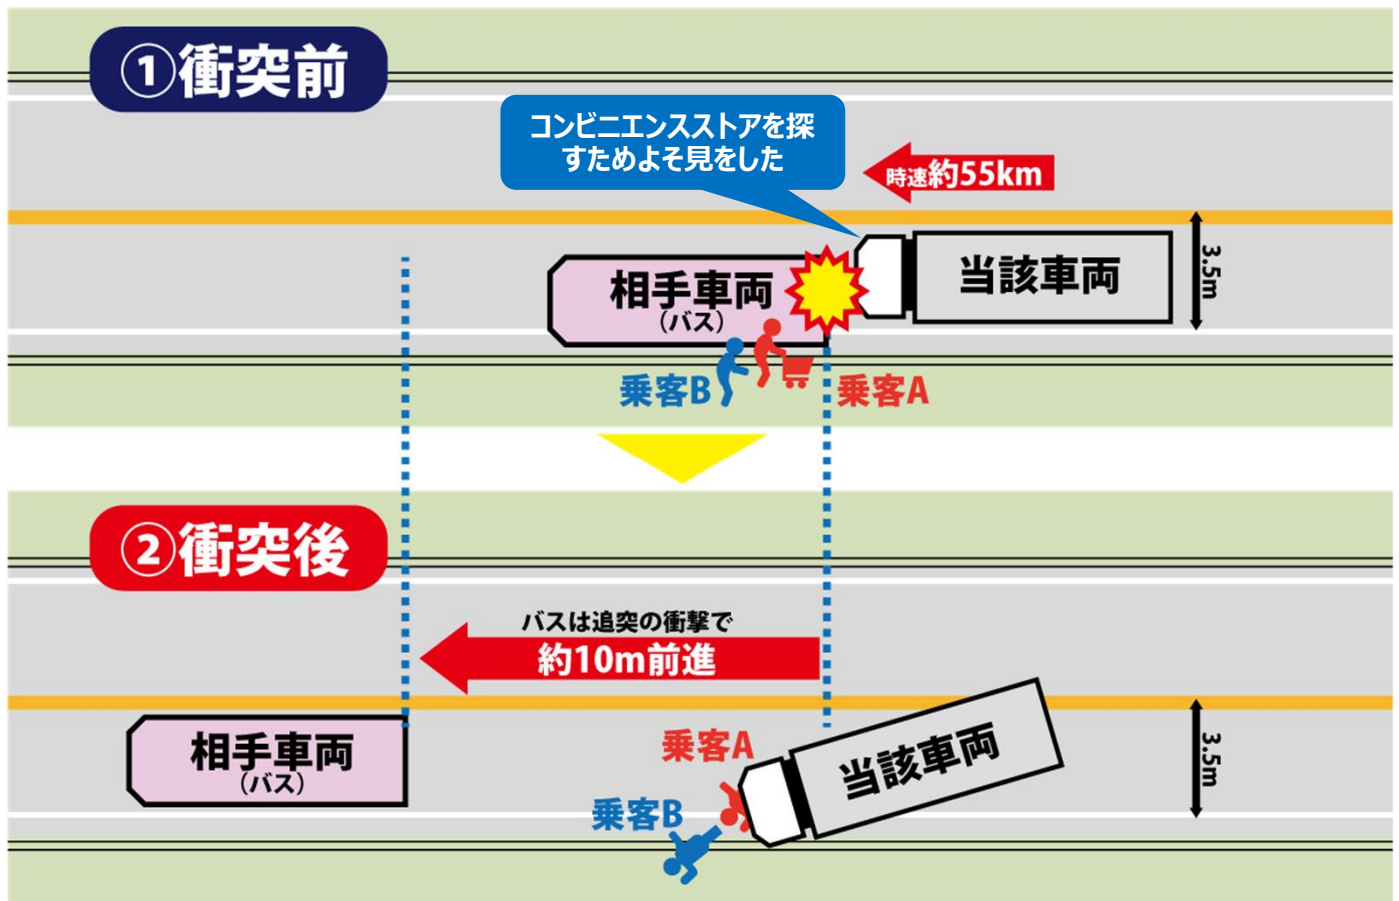 ①衝突前
コンビニエンスストアを探
すためよそ見をした
時速約55km
相手車両
(バス)
当該車両
3.5m
乗客B
乗客A
②衝突後
バスは追突の衝撃で
約10m前進
相手車両
(バス)
乗客A
当該車両
3.5m
乗客B